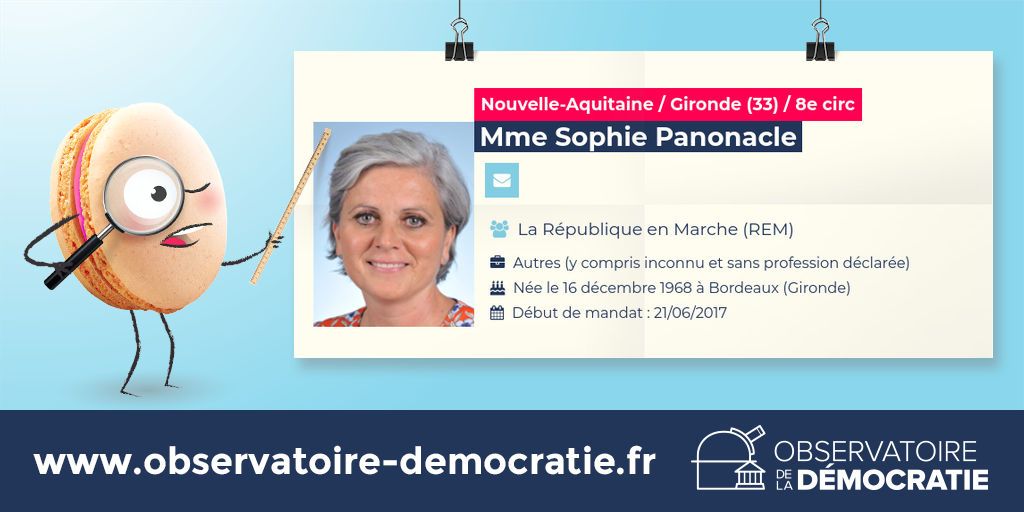 Nouvelle-Aquitaine / Gironde (33) / 8e circ
Mme Sophie Panonacle
La République en Marche (REM)
Autres (y compris inconnu et sans profession déclarée)
Née le 16 décembre 1968 à Bordeaux (Gironde)
Début de mandat : 21/06/2017
www.observatoire-democratie.fr
OBSERVATOIRE
DE LA DÉMOCRATIE